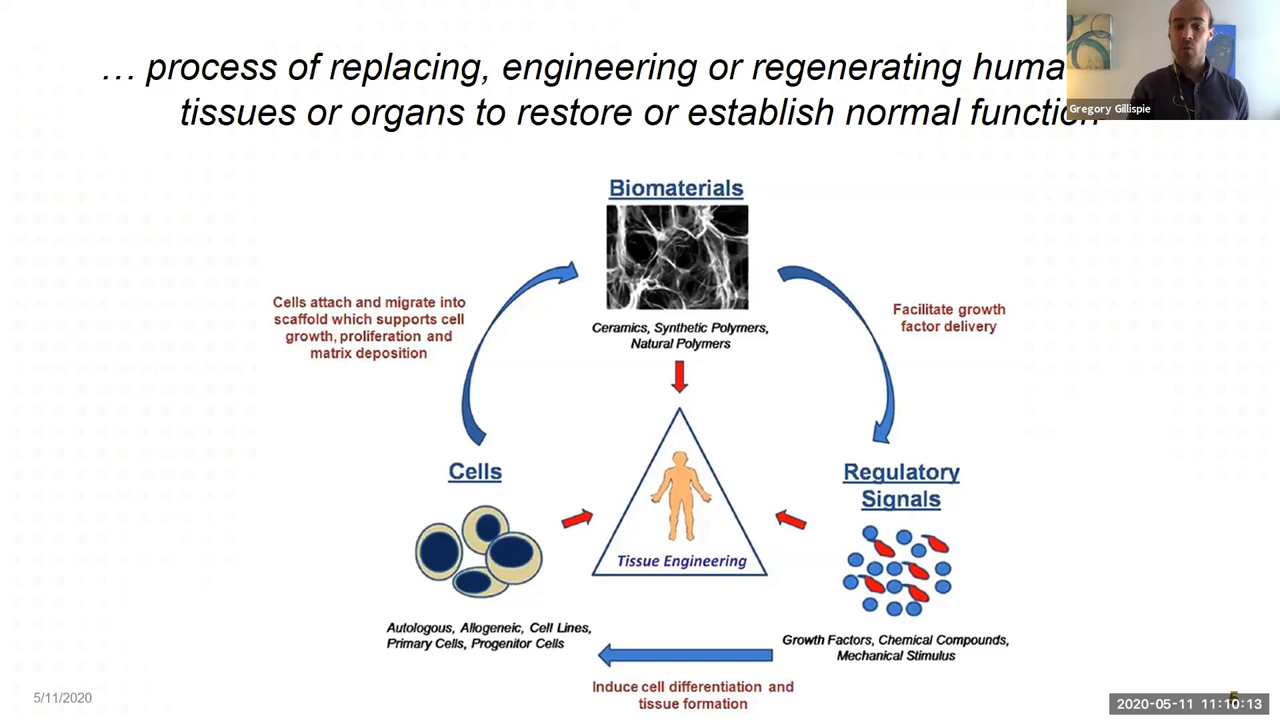 … process of replacing, engineering or regenerating huma
tissues or organs to restore or establish normal function
Gregory Gillispie
Biomaterials
Ceramics, Synthetic Polymers,
Natural Polymers
Cells attach and migrate into
scaffold which supports cell
growth, proliferation and
matrix deposition
Facilitate growth
factor delivery
Cells
Regulatory
Signals
Tissue Engineering
Autologous, Allogeneic, Cell Lines,
Primary Cells, Progenitor Cells
Growth Factors, Chemical Compounds,
Mechanical Stimulus
Induce cell differentiation and
tissue formation
5/11/2020
5
2020-05-11 11:10:13